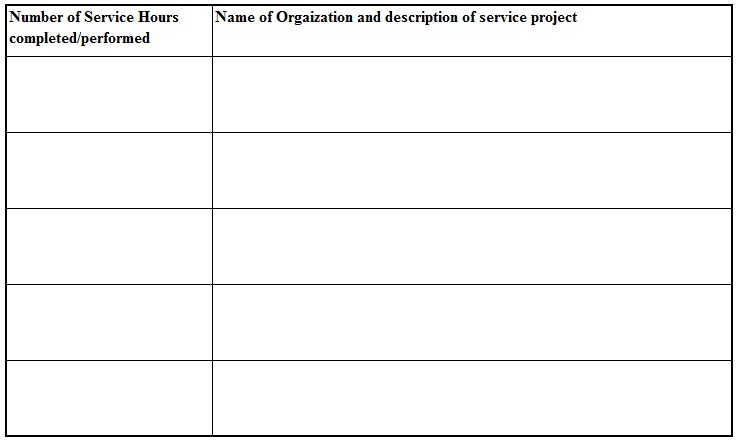 Number of Service Hours
completed/performed
Name of Orgaization and description of service project